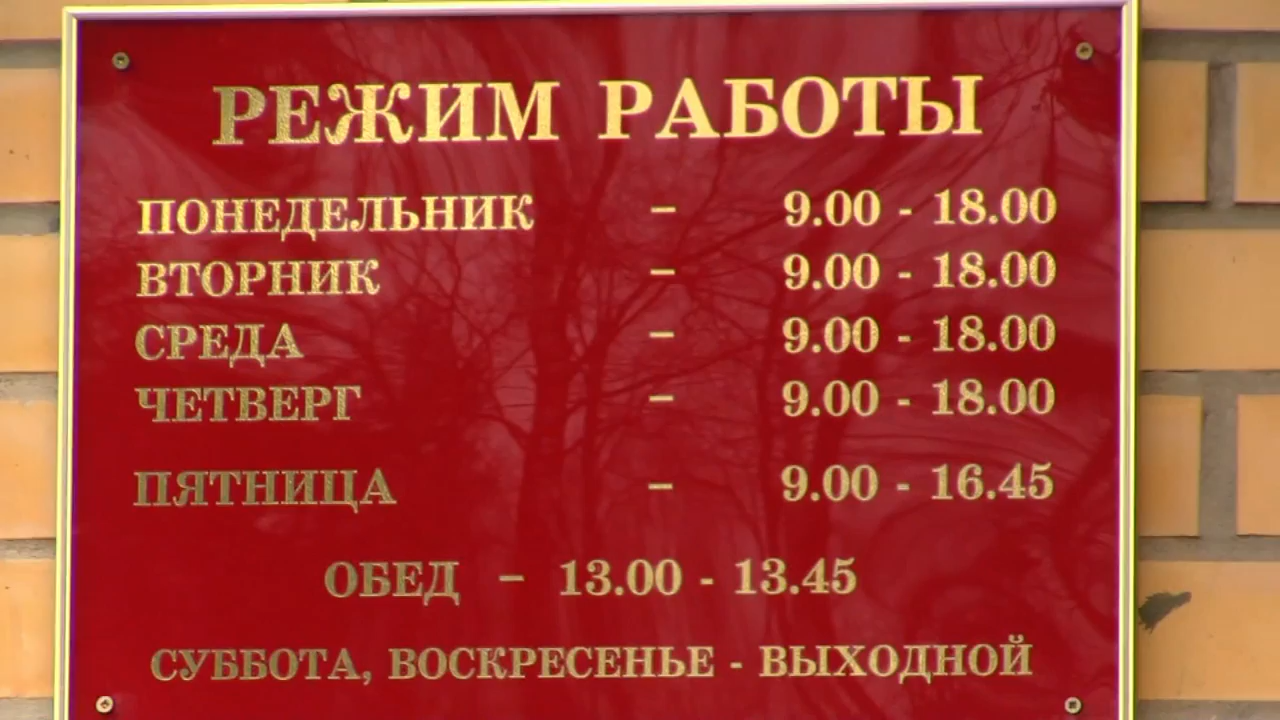 РЕЖИМ РАБОТЫ
ПОНЕДЕЛЬНИК – 9.00 - 18.00
ВТОРНИК – 9.00 - 18.00
СРЕДА – 9.00 - 18.00
ЧЕТВЕРГ – 9.00 - 18.00
ПЯТНИЦА – 9.00 - 16.45
ОБЕД – 13.00 - 13.45
СУББОТА, ВОСКРЕСЕНЬЕ - ВЫХОДНОЙ